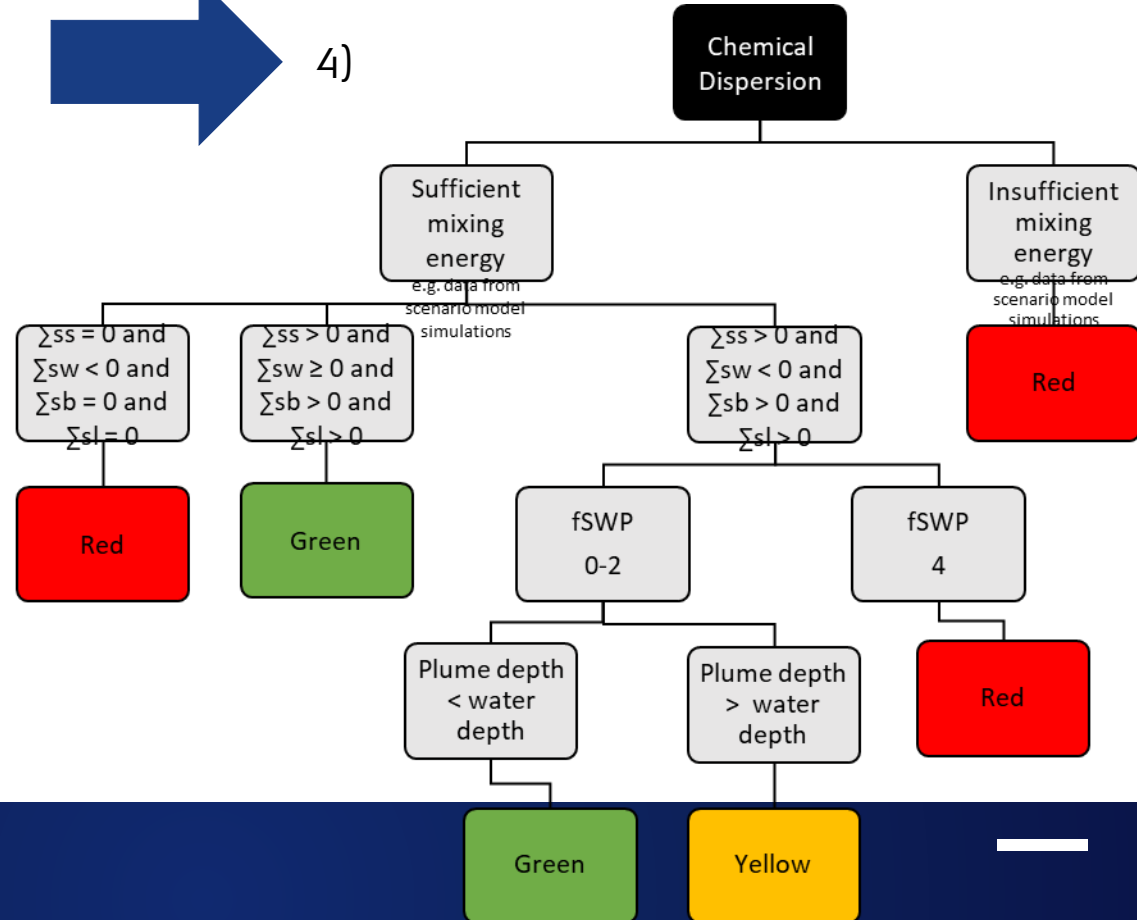 4)
Chemical
Dispersion
Sufficient
mixing
energy
e.g. data from
scenario model
simulations
Insufficient
mixing
energy
e.g. data from
scenario model
simulations
∑ss = 0 and
∑sw < 0 and
∑sb = 0 and
∑sl = 0
∑ss > 0 and
∑sw ≥ 0 and
∑sb > 0 and
∑sl > 0
∑ss > 0 and
∑sw < 0 and
∑sb > 0 and
∑sl > 0
Red
Red
Green
fSWP
0-2
fSWP
4
Plume depth
< water
depth
Plume depth
> water
depth
Red
Green
Yellow